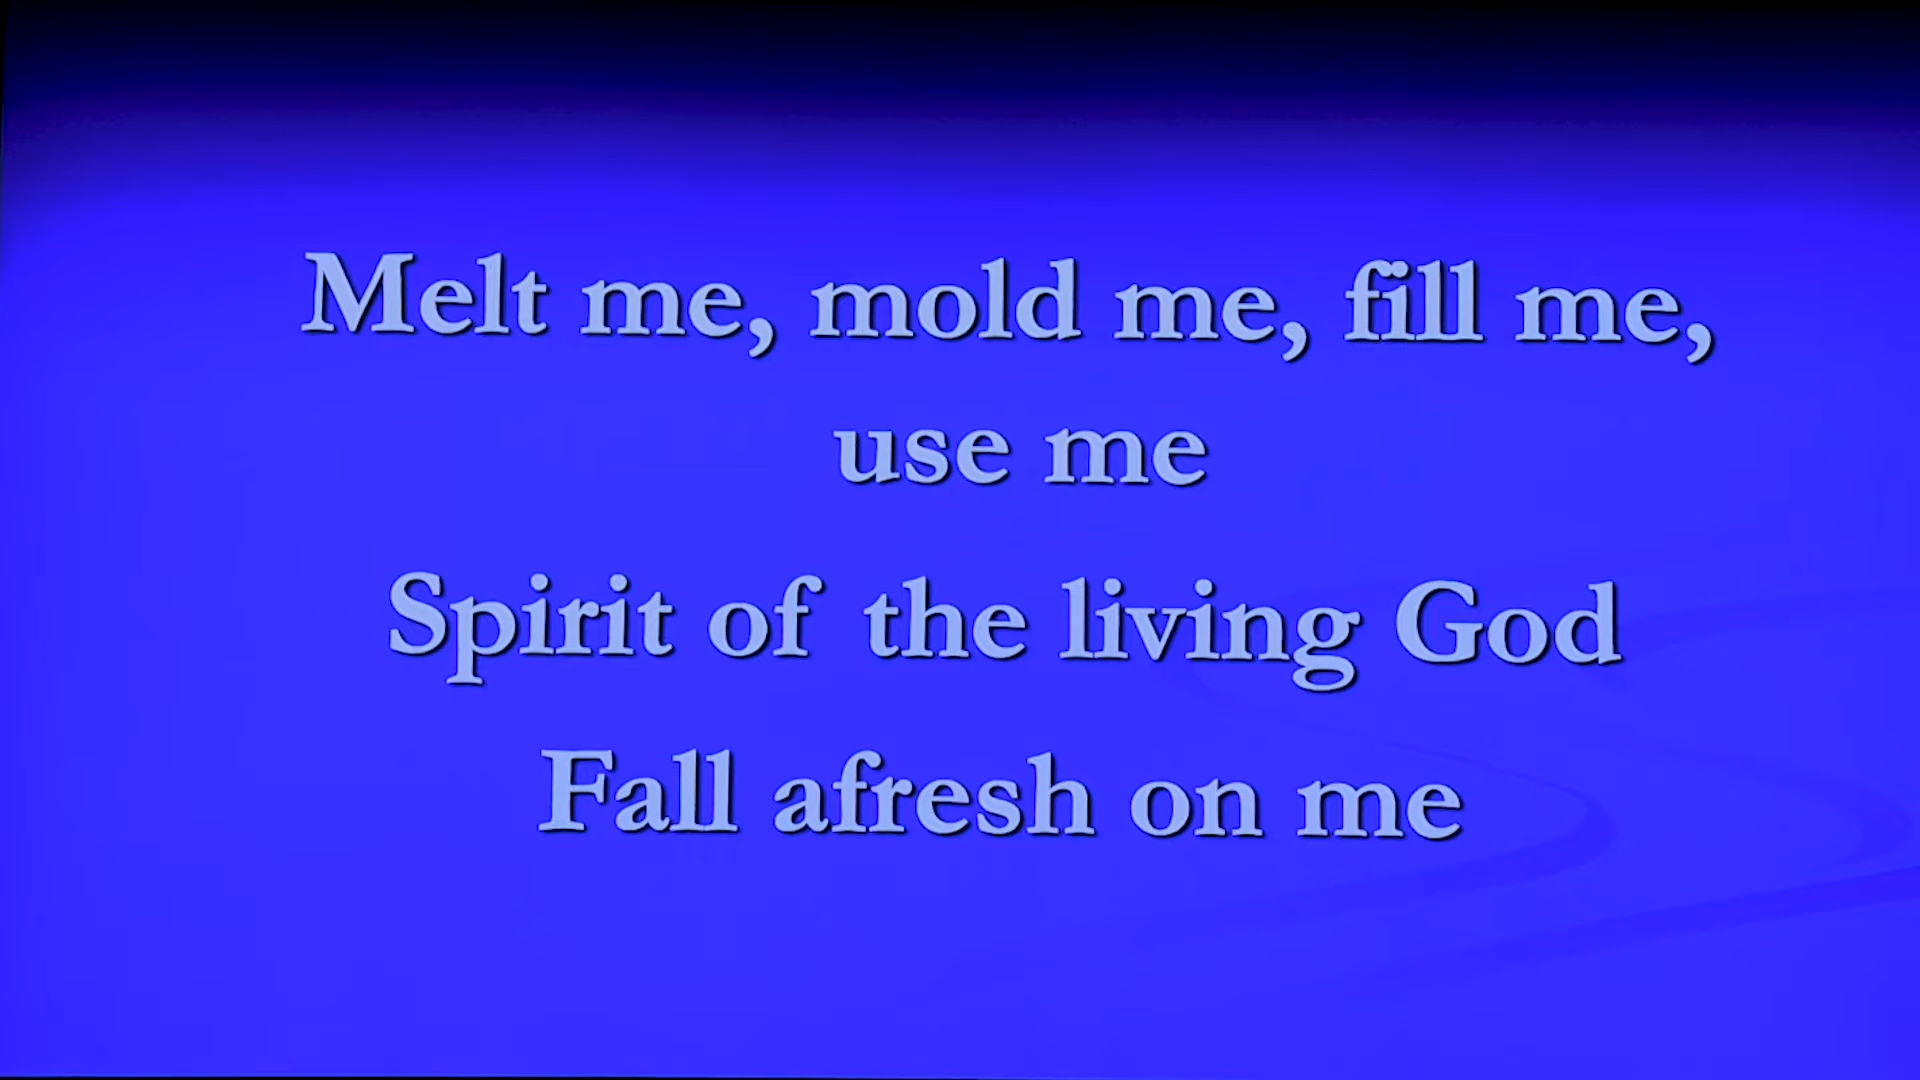 Melt me, mold me, fill me,
use me
Spirit of the living God
Fall afresh on me